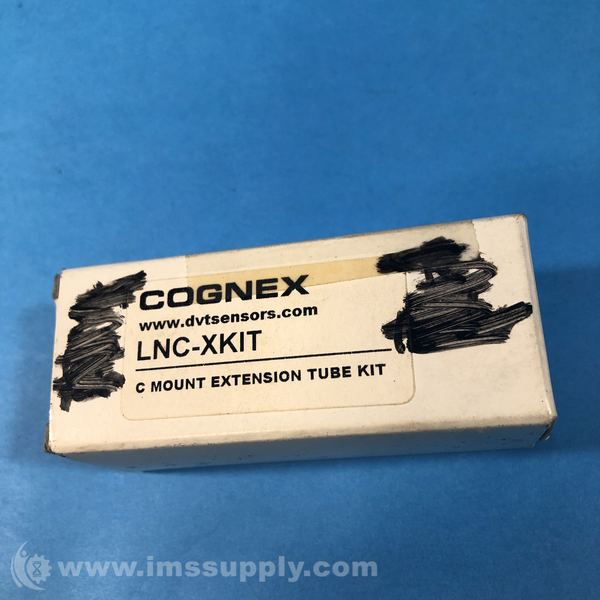 COGNEX
www.dvtsensors.com
LNC-XKIT
C MOUNT EXTENSION TUBE KIT
www.imssupply.com